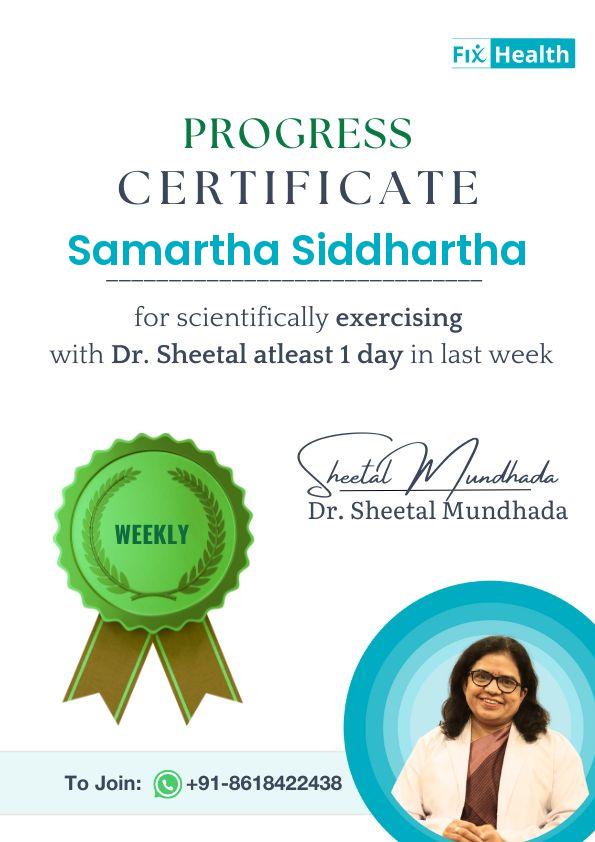 Fix Health
PROGRESS
CERTIFICATE
Samartha Siddhartha
for scientifically exercising
with Dr. Sheetal atleast 1 day in last week
WEEKLY
Sheetal Mundhada
Dr. Sheetal Mundhada
To Join: +91-8618422438